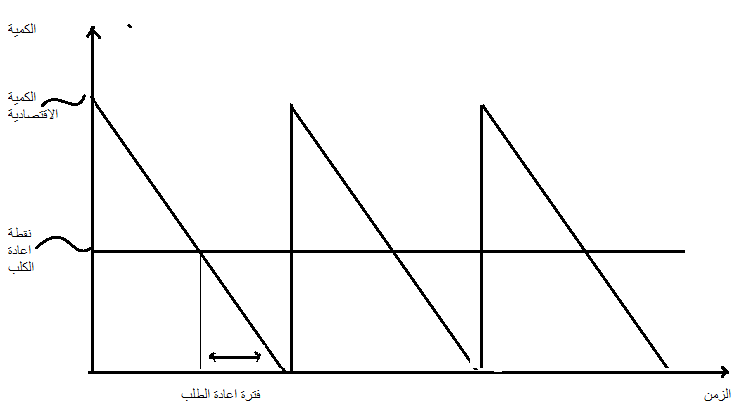 الكمية
الكمية
الاقتصادية
نقطة
اعادة
الكلب
فترة اعادة الطلب
الزمن